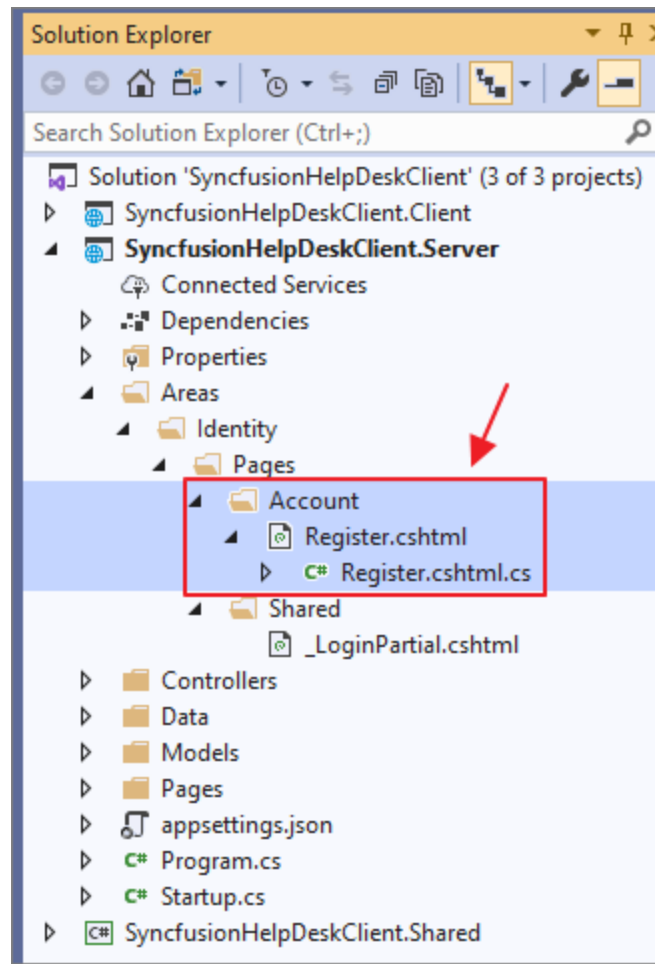 Solution Explorer
Search Solution Explorer (Ctrl+;)
Solution 'SyncfusionHelpDeskClient' (3 of 3 projects)
SyncfusionHelpDeskClient.Client
SyncfusionHelpDeskClient.Server
Connected Services
Dependencies
Properties
Areas
Identity
Pages
Account
Register.cshtml
C# Register.cshtml.cs
Shared
_LoginPartial.cshtml
Controllers
Data
Models
Pages
appsettings.json
C# Program.cs
C# Startup.cs
C# SyncfusionHelpDeskClient.Shared